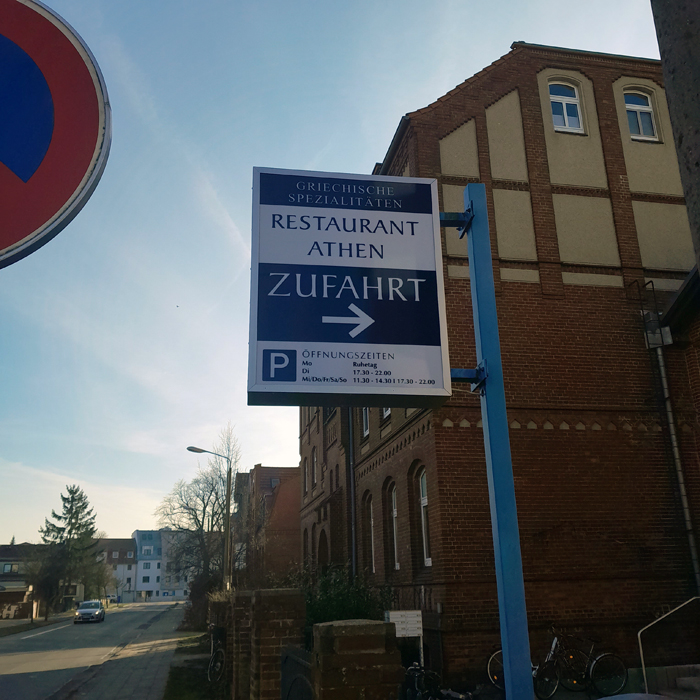 GRIECHISCHE
SPEZIALITÄTEN
RESTAURANT
ATHEN
ZUFAHRT
P
ÖFFNUNGSZEITEN
Mo Ruhetag
Di 17.30 - 22.00
Mi/Do/Fr/Sa/So 11.30 - 14.30 I 17.30 - 22.00